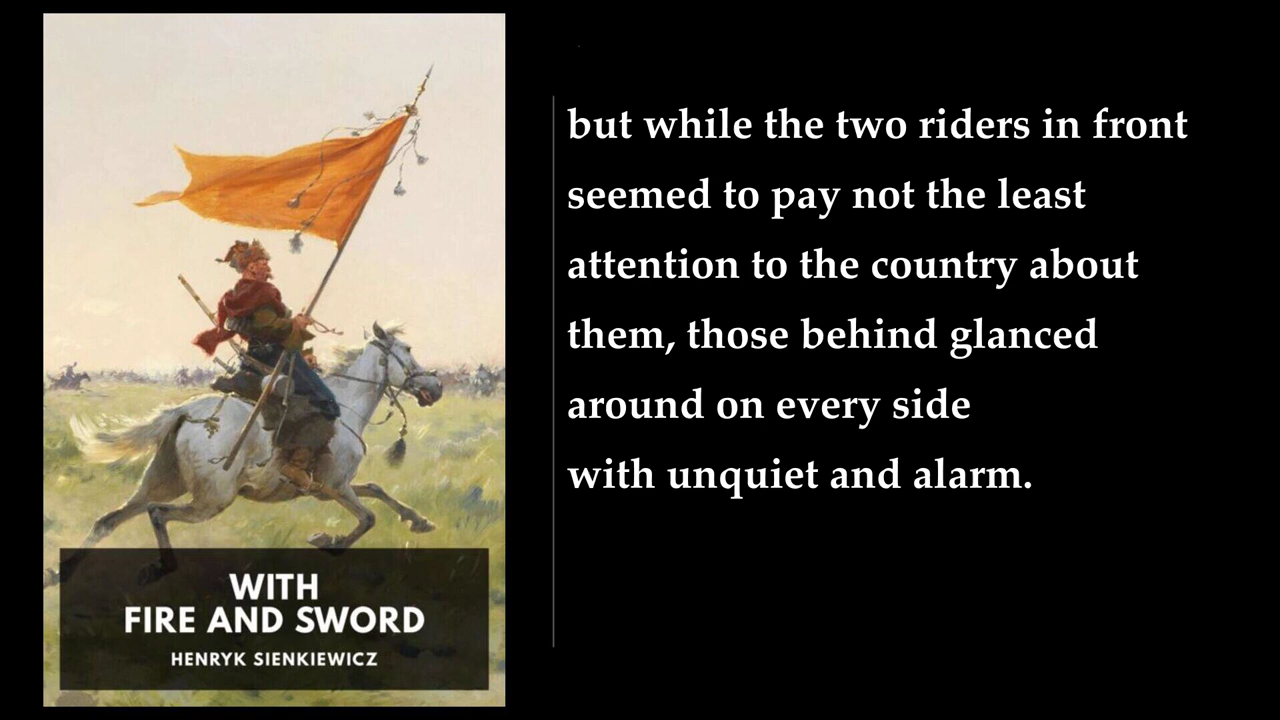 WITH
FIRE AND SWORD
HENRYK SIENKIEWICZ
but while the two riders in front
seemed to pay not the least
attention to the country about
them, those behind glanced
around on every side
with unquiet and alarm.